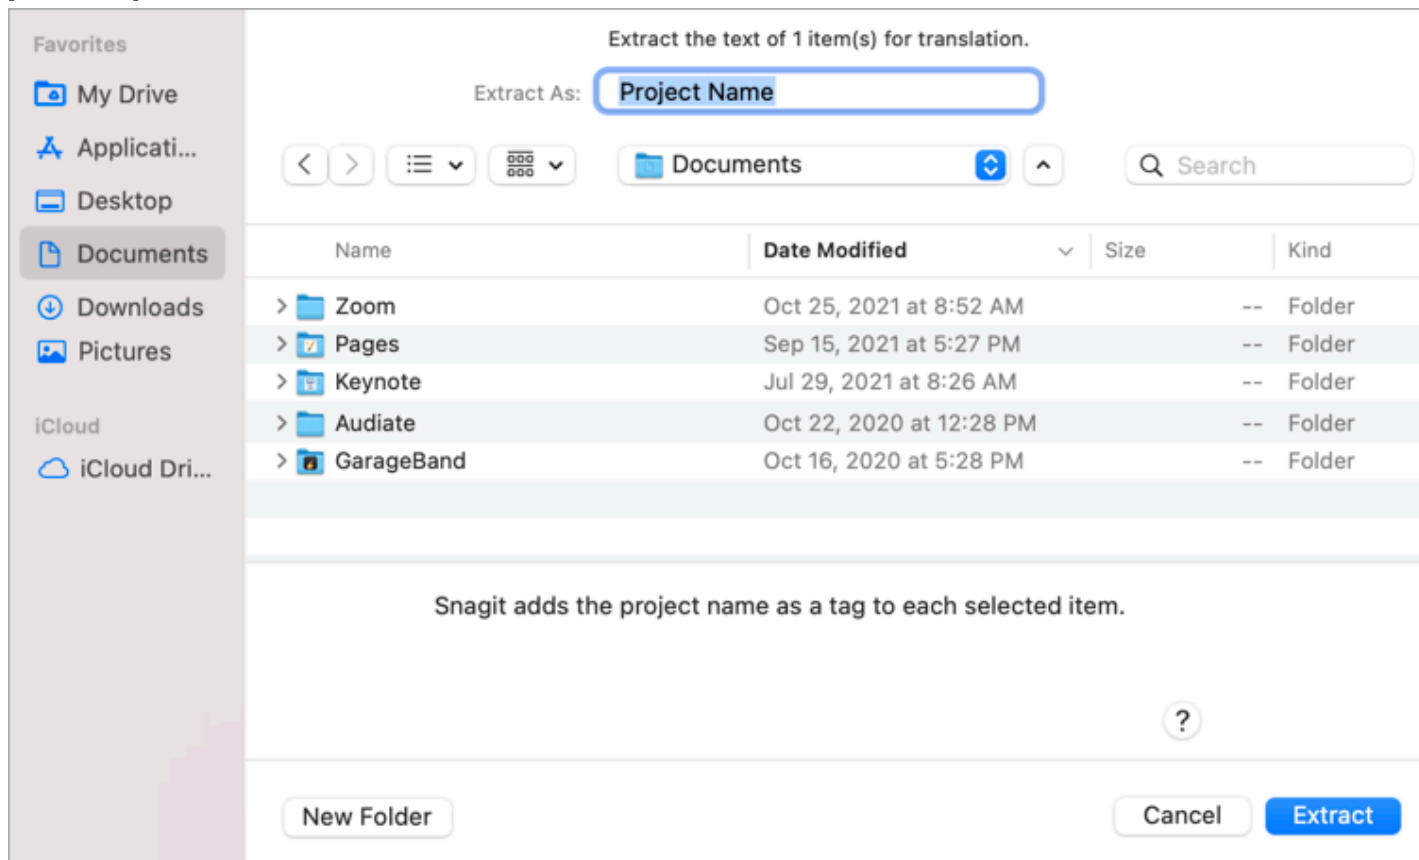 Favorites
My Drive
Applicati...
Desktop
Documents
Downloads
Pictures
iCloud
iCloud Dri...
Extract the text of 1 item(s) for translation.
Extract As: Project Name
Documents
Search
Name Date Modified Size Kind
Zoom Oct 25, 2021 at 8:52 AM -- Folder
Pages Sep 15, 2021 at 5:27 PM -- Folder
Keynote Jul 29, 2021 at 8:26 AM -- Folder
Audiate Oct 22, 2020 at 12:28 PM -- Folder
GarageBand Oct 16, 2020 at 5:28 PM -- Folder
Snagit adds the project name as a tag to each selected item.
?
New Folder Cancel Extract